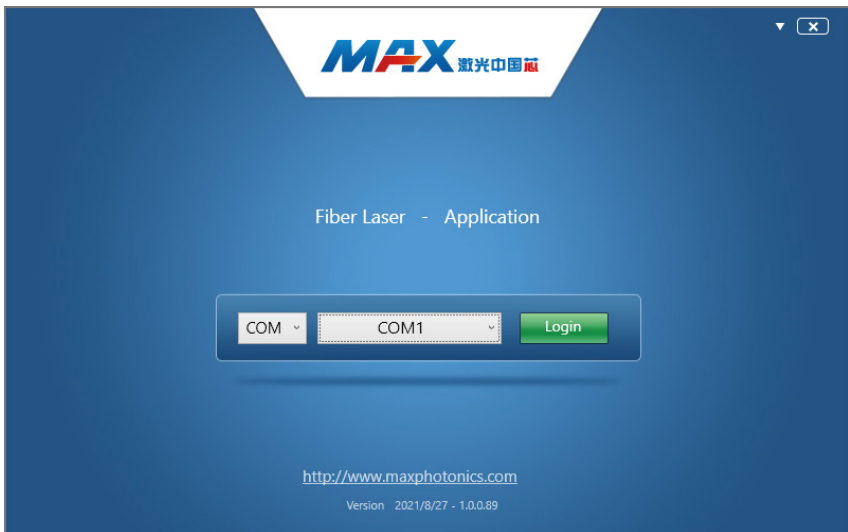 MAX 激光中国芯
Fiber Laser - Application
COM COM1 Login
http://www.maxphotonics.com
Version 2021/8/27 - 1.0.0.89